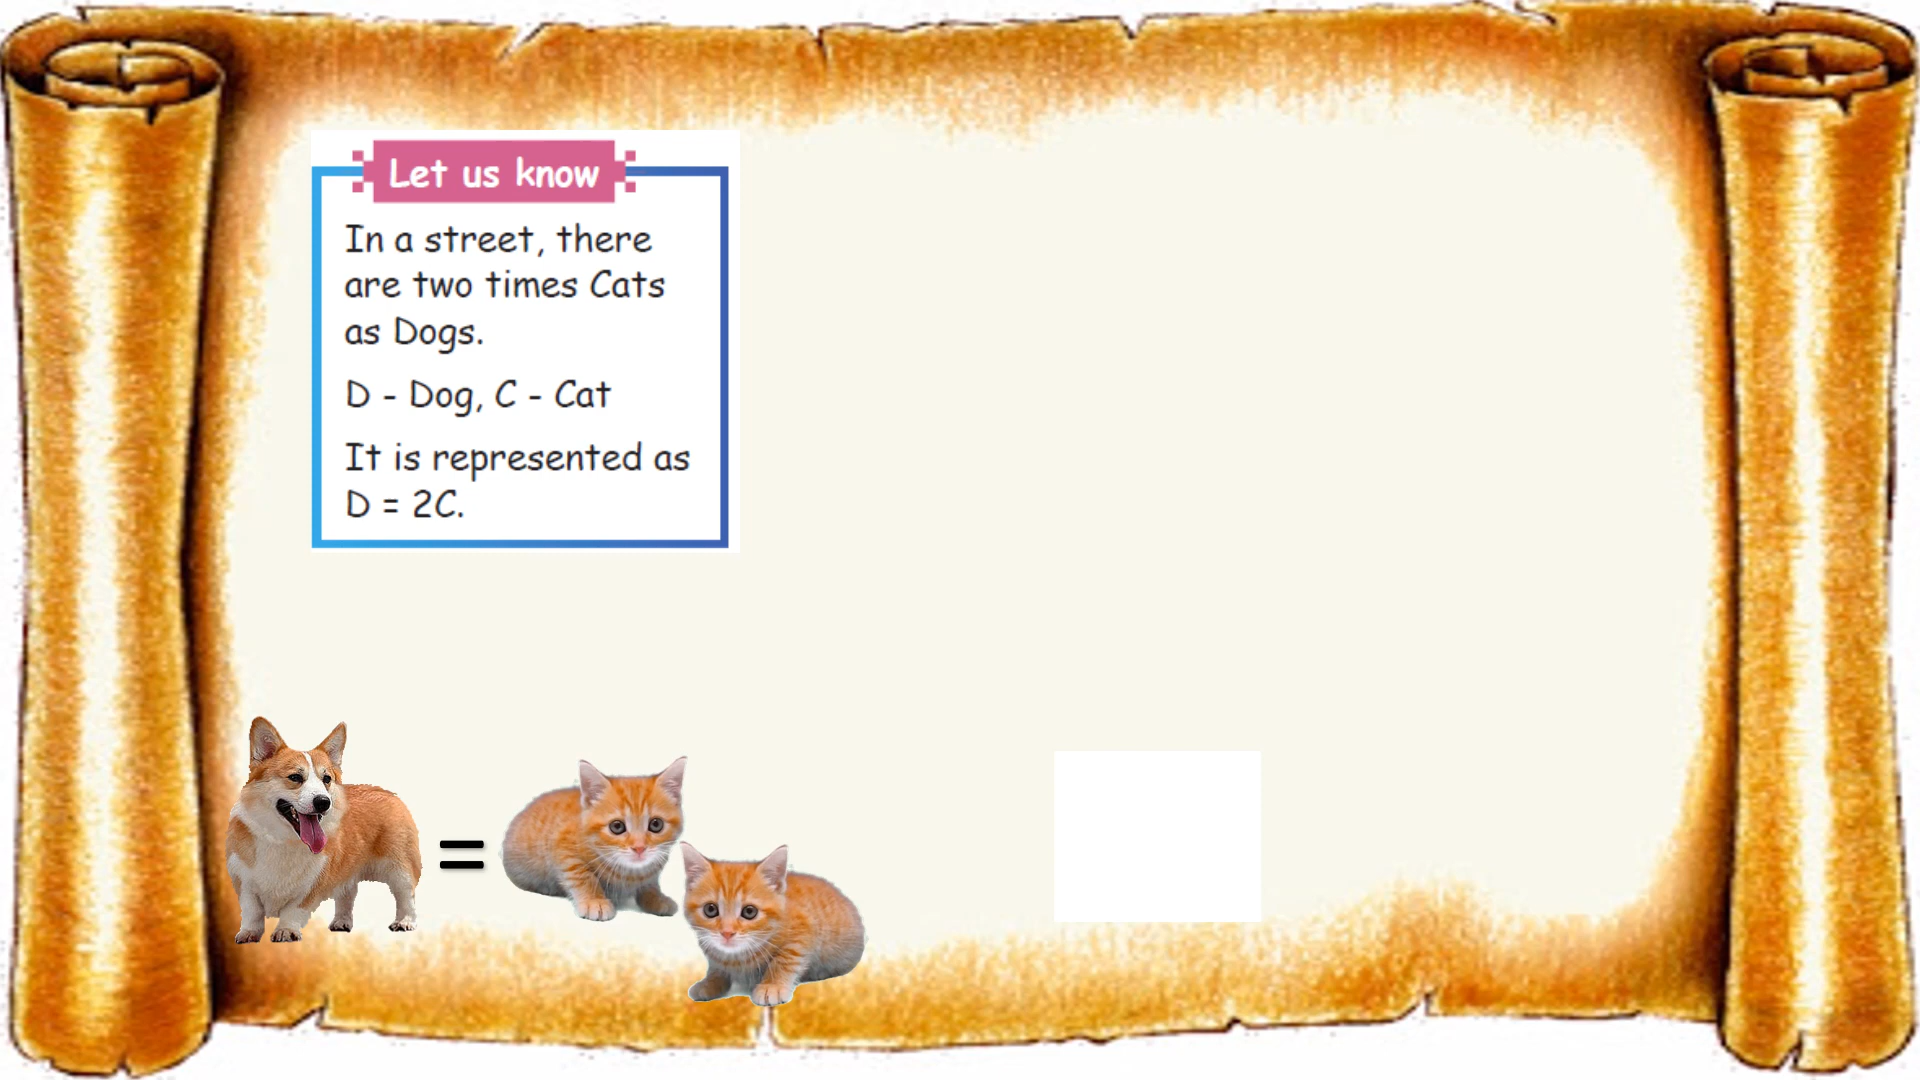 Let us know
In a street, there
are two times Cats
as Dogs.
D - Dog, C - Cat
It is represented as
D = 2C.
=